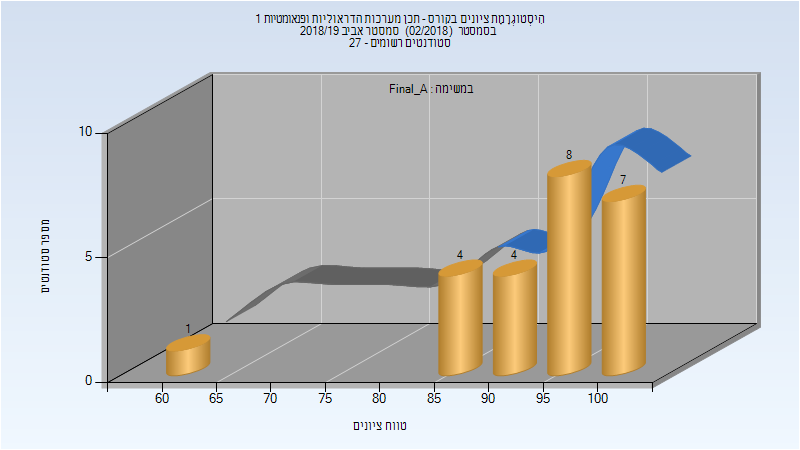 היסטוגרמת ציונים בקורס - תכן מערכות הדראוליות ופנאומטיות 1
בסמסטר (02/2018) סמסטר אביב 2018/19
סטודנטים רשומים - 27
במשימה : Final_A
מספר סטודנטים
10
5
0
1
4
4
8
7
60 65 70 75 80 85 90 95 100
טווח ציונים